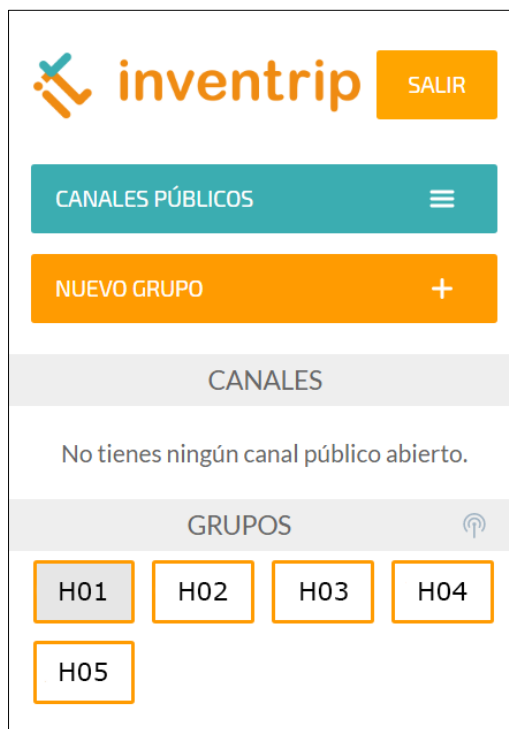 inventrip
SALIR
CANALES PÚBLICOS
NUEVO GRUPO
CANALES
No tienes ningún canal público abierto.
GRUPOS
H01 H02 H03 H04
H05